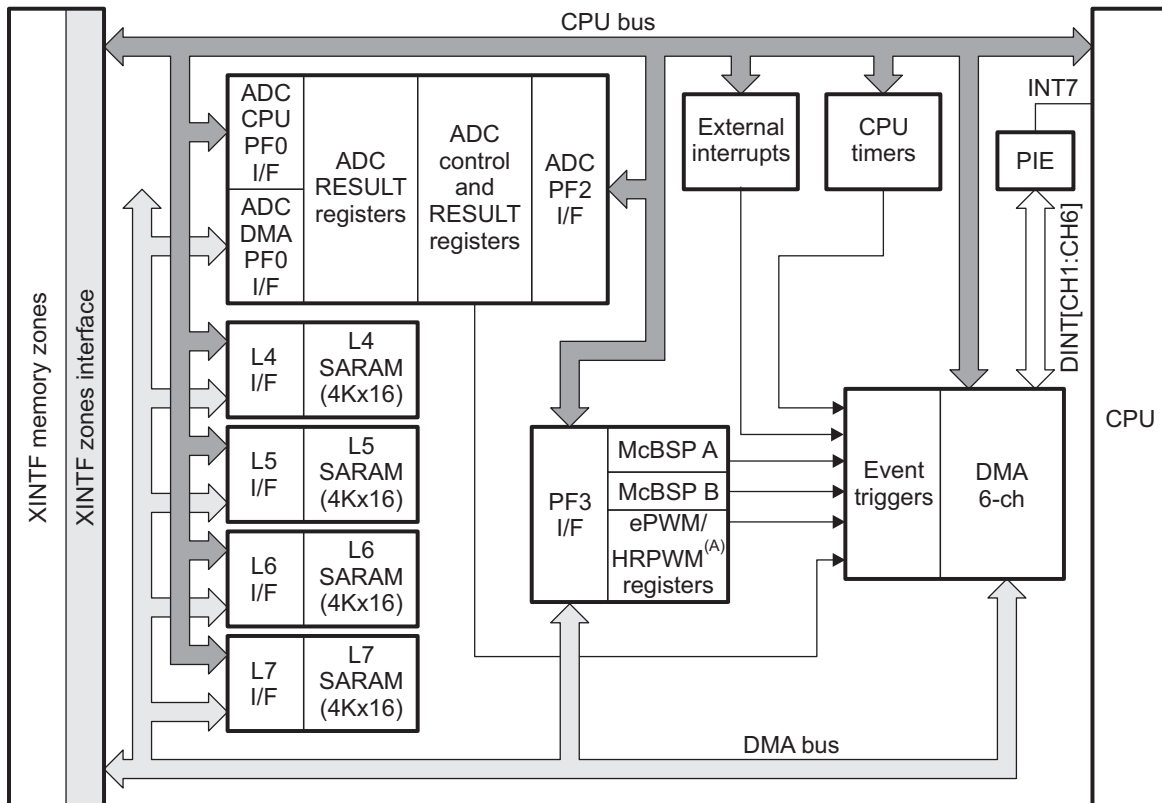 CPU bus
XINTF memory zones
XINTF zones interface
ADC
CPU
PF0
I/F
ADC
DMA
PF0
I/F
ADC
RESULT
registers
ADC
control
and
RESULT
registers
ADC
PF2
I/F
External
interrupts
CPU
timers
INT7
PIE
DINT[CH1:CH6]
CPU
L4
I/F
L4
SARAM
(4Kx16)
L5
I/F
L5
SARAM
(4Kx16)
L6
I/F
L6
SARAM
(4Kx16)
L7
I/F
L7
SARAM
(4Kx16)
PF3
I/F
McBSP A
McBSP B
ePWM/
HRPWM(A)
registers
Event
triggers
DMA
6-ch
DMA bus